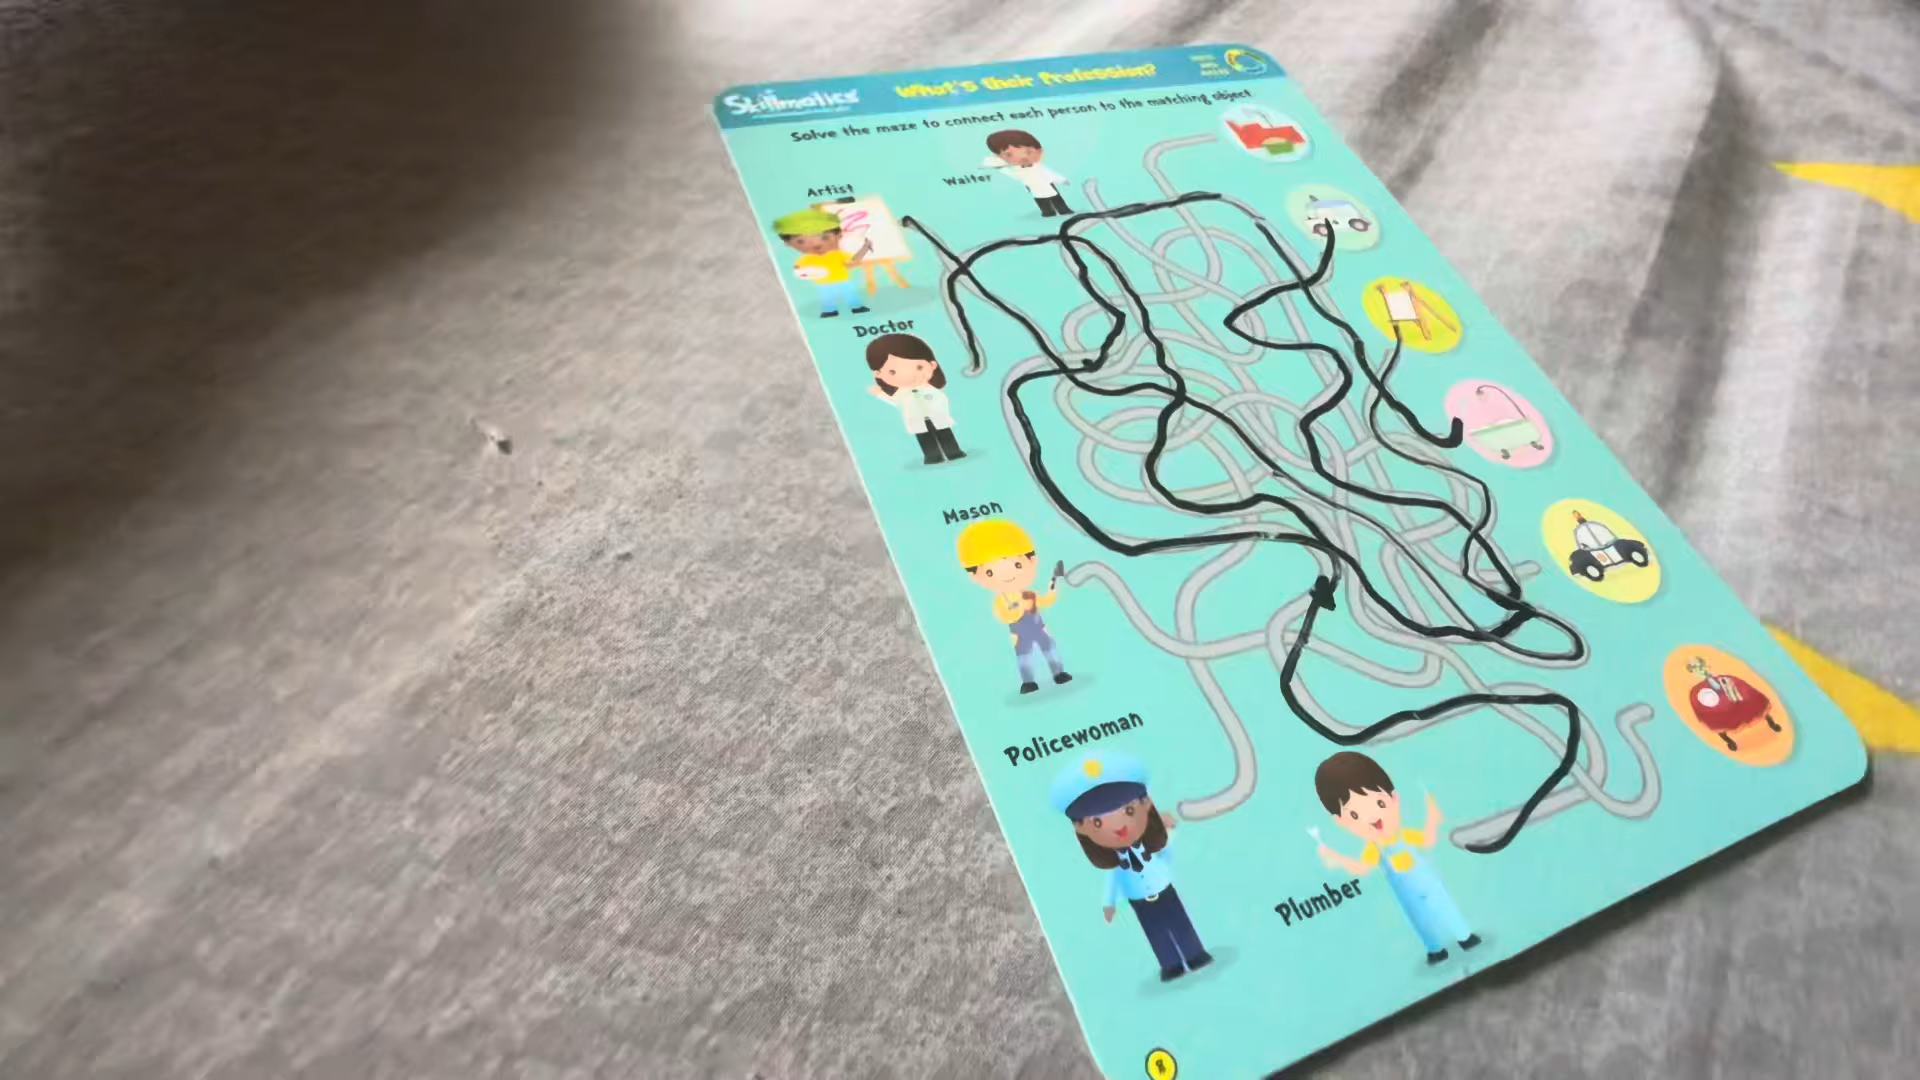 Skillmatics
What's their Profession?
Solve the maze to connect each person to the matching object
Waiter
Artist
Doctor
Mason
Policewoman
Plumber
8